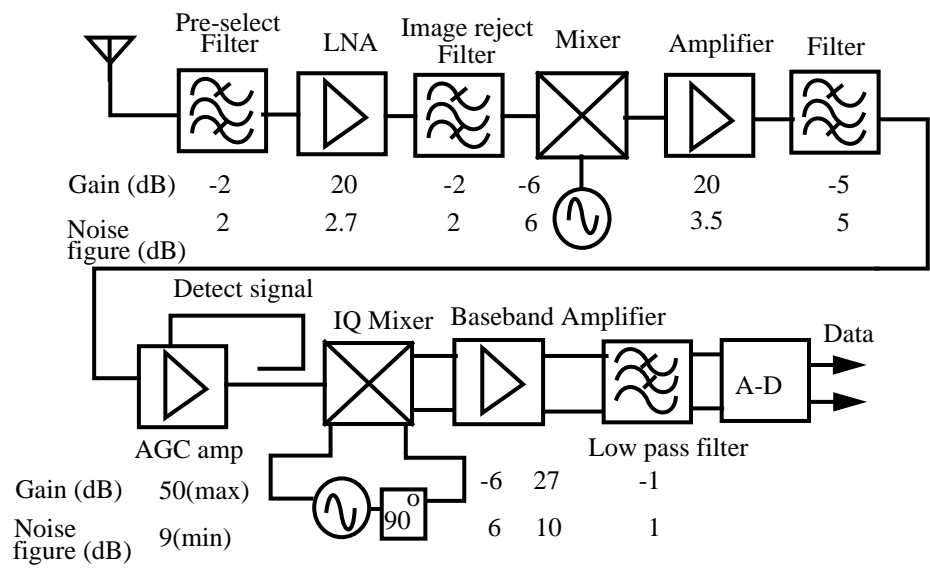 Pre-select
Filter
LNA
Image reject
Filter
Mixer
Amplifier
Filter
Gain (dB) -2 20 -2 -6 20 -5
Noise
figure (dB) 2 2.7 2 6 3.5 5
Detect signal
IQ Mixer
Baseband Amplifier
Data
A-D
AGC amp
Low pass filter
90o
Gain (dB) 50(max) -6 27 -1
Noise
figure (dB) 9(min) 6 10 1